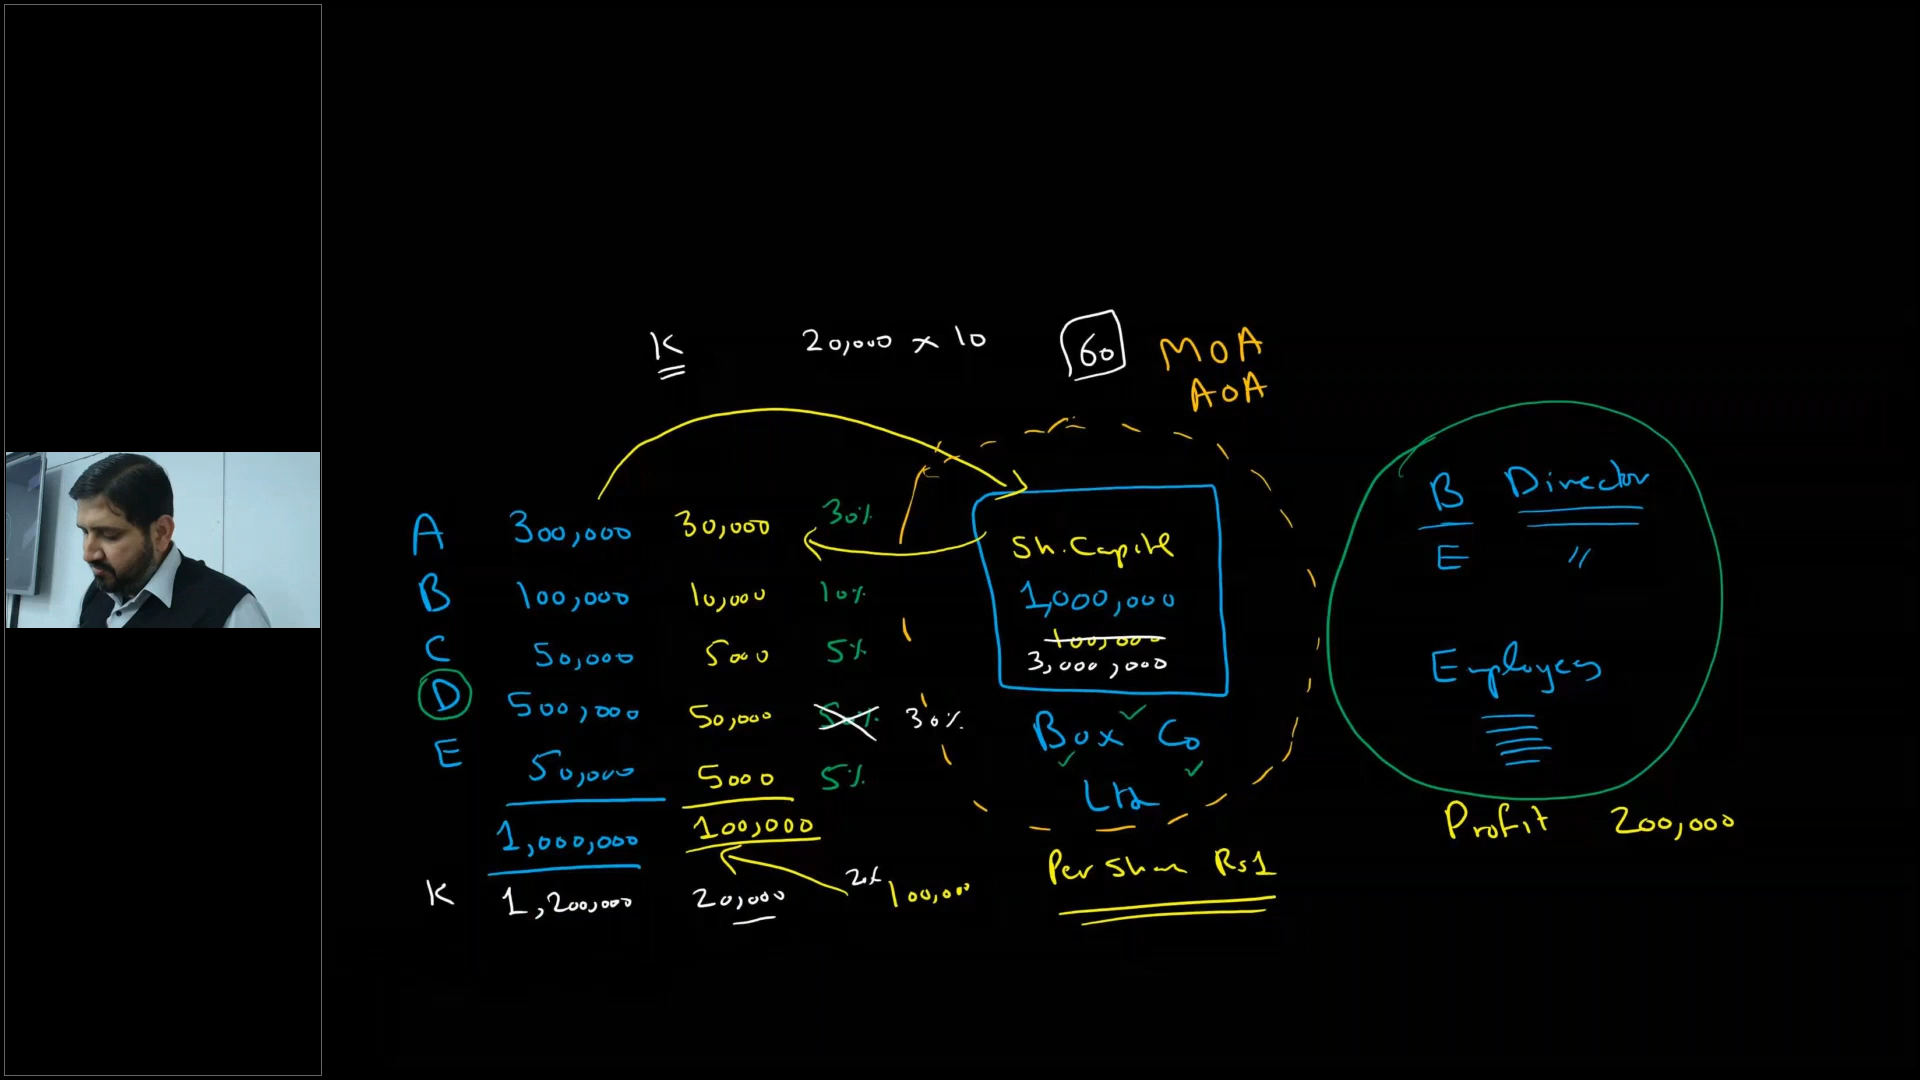 K 20,000 x 10 60
MOA
AOA
A 300,000 30,000 30%
B 100,000 10,000 10%
C 50,000 5000 5%
D 500,000 50,000 50% 30%
E 50,000 5000 5%
1,000,000 100,000
K 1,200,000 20,000 100,000
Sh. Capital
1,000,000
100,000
3,000,000
Box Co
Ltd
Per Share Rs1
B Director
E "
Employees
Profit 200,000